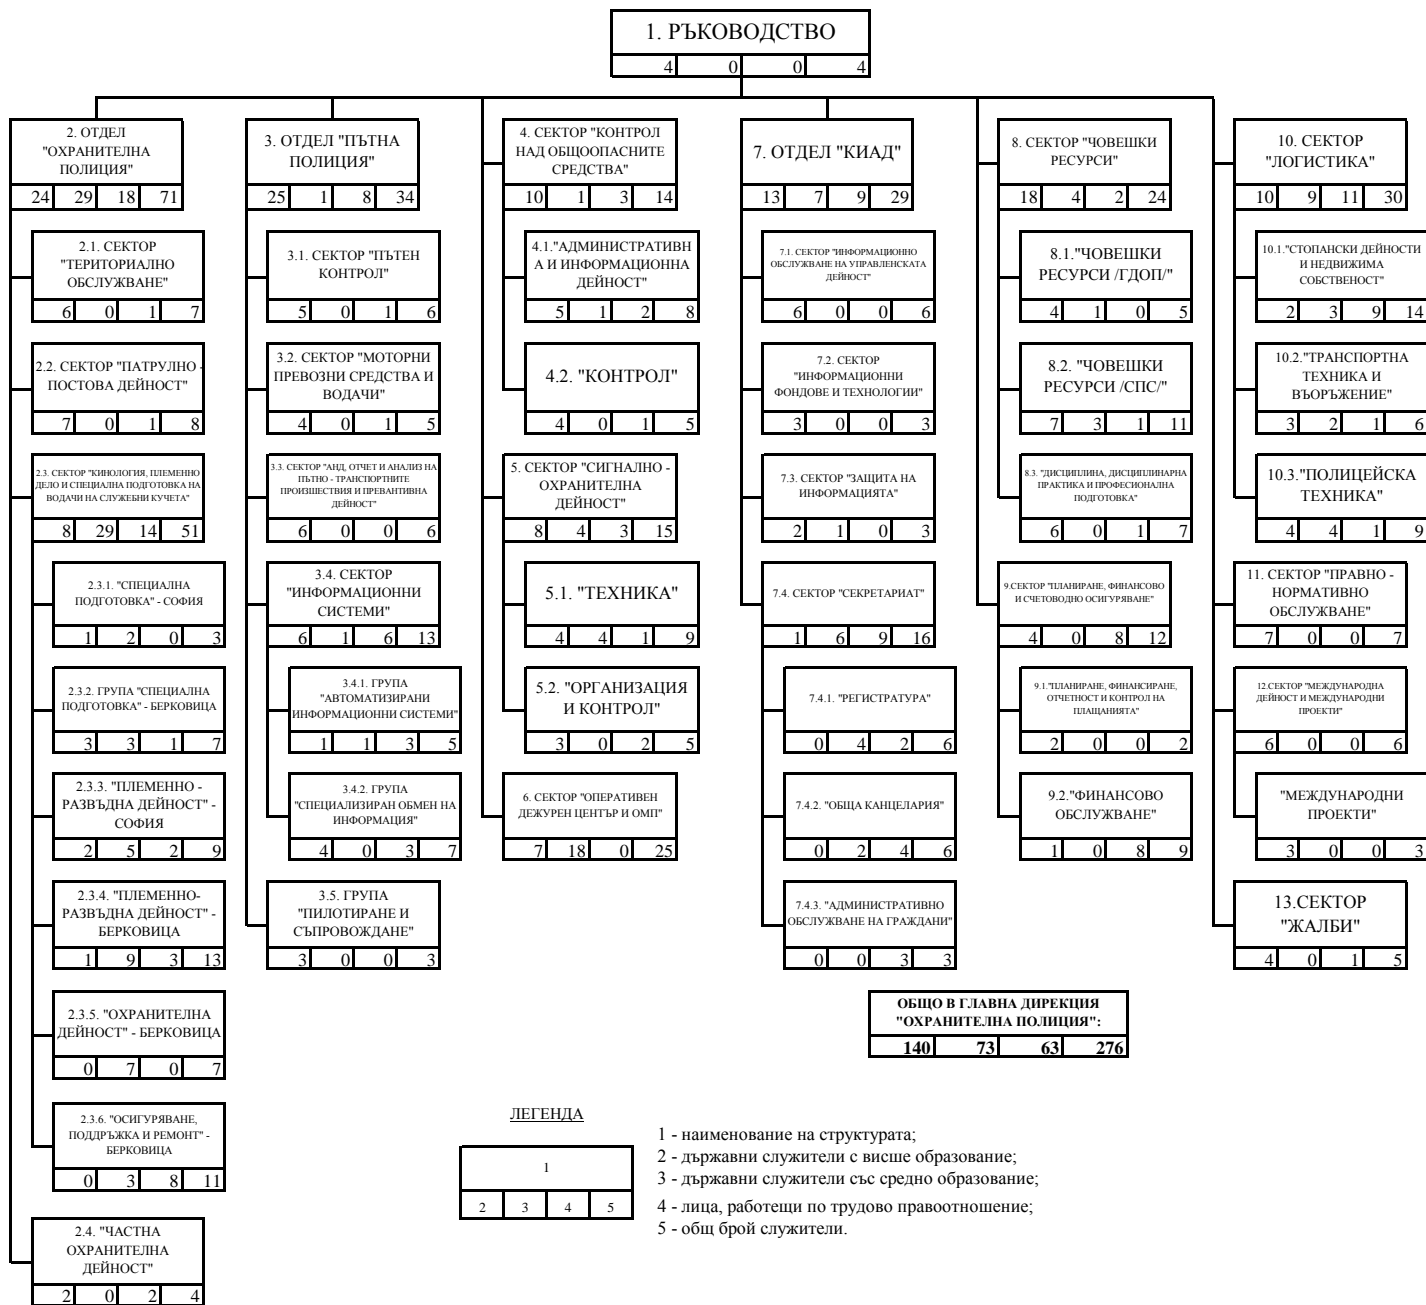 1. РЪКОВОДСТВО
4 0 0 4
2. ОТДЕЛ
"ОХРАНИТЕЛНА
ПОЛИЦИЯ"
24 29 18 71
2.1. СЕКТОР
"ТЕРИТОРИАЛНО
ОБСЛУЖВАНЕ"
6 0 1 7
2.2. СЕКТОР "ПАТРУЛНО -
ПОСТОВА ДЕЙНОСТ"
7 0 1 8
2.3. СЕКТОР "КИНОЛОГИЯ, ПЛЕМЕННО
ДЕЛО И СПЕЦИАЛНА ПОДГОТОВКА НА
ВОДАЧИ НА СЛУЖЕБНИ КУЧЕТА"
8 29 14 51
2.3.1. "СПЕЦИАЛНА
ПОДГОТОВКА" - СОФИЯ
1 2 0 3
2.3.2. ГРУПА "СПЕЦИАЛНА
ПОДГОТОВКА" - БЕРКОВИЦА
3 3 1 7
2.3.3. "ПЛЕМЕННО -
РАЗВЪДНА ДЕЙНОСТ" -
СОФИЯ
2 5 2 9
2.3.4. "ПЛЕМЕННО-
РАЗВЪДНА ДЕЙНОСТ" -
БЕРКОВИЦА
1 9 3 13
2.3.5. "ОХРАНИТЕЛНА
ДЕЙНОСТ" - БЕРКОВИЦА
0 7 0 7
2.3.6. "ОСИГУРЯВАНЕ,
ПОДДРЪЖКА И РЕМОНТ" -
БЕРКОВИЦА
0 3 8 11
2.4. "ЧАСТНА
ОХРАНИТЕЛНА
ДЕЙНОСТ"
2 0 2 4
3. ОТДЕЛ "ПЪТНА
ПОЛИЦИЯ"
25 1 8 34
3.1. СЕКТОР "ПЪТЕН
КОНТРОЛ"
5 0 1 6
3.2. СЕКТОР "МОТОРНИ
ПРЕВОЗНИ СРЕДСТВА И
ВОДАЧИ"
4 0 1 5
3.3. СЕКТОР "АНД, ОТЧЕТ И АНАЛИЗ НА
ПЪТНО - ТРАНСПОРТНИТЕ
ПРОИЗШЕСТВИЯ И ПРЕВАНТИВНА
ДЕЙНОСТ"
6 0 0 6
3.4. СЕКТОР
"ИНФОРМАЦИОННИ
СИСТЕМИ"
6 1 6 13
3.4.1. ГРУПА
"АВТОМАТИЗИРАНИ
ИНФОРМАЦИОННИ СИСТЕМИ"
1 1 3 5
3.4.2. ГРУПА
"СПЕЦИАЛИЗИРАН ОБМЕН НА
ИНФОРМАЦИЯ"
4 0 3 7
3.5. ГРУПА
"ПИЛОТИРАНЕ И
СЪПРОВОЖДАНЕ"
3 0 0 3
4. СЕКТОР "КОНТРОЛ
НАД ОБЩООПАСНИТЕ
СРЕДСТВА"
10 1 3 14
4.1."АДМИНИСТРАТИВН
А И ИНФОРМАЦИОННА
ДЕЙНОСТ"
5 1 2 8
4.2. "КОНТРОЛ"
4 0 1 5
5. СЕКТОР "СИГНАЛНО -
ОХРАНИТЕЛНА
ДЕЙНОСТ"
8 4 3 15
5.1. "ТЕХНИКА"
4 4 1 9
5.2. "ОРГАНИЗАЦИЯ
И КОНТРОЛ"
3 0 2 5
6. СЕКТОР "ОПЕРАТИВЕН
ДЕЖУРЕН ЦЕНТЪР И ОМП"
7 18 0 25
7. ОТДЕЛ "КИАД"
13 7 9 29
7.1. СЕКТОР "ИНФОРМАЦИОННО
ОБСЛУЖВАНЕ НА УПРАВЛЕНСКАТА
ДЕЙНОСТ"
6 0 0 6
7.2. СЕКТОР
"ИНФОРМАЦИОННИ
ФОНДОВЕ И ТЕХНОЛОГИИ"
3 0 0 3
7.3. СЕКТОР "ЗАЩИТА НА
ИНФОРМАЦИЯТА"
2 1 0 3
7.4. СЕКТОР "СЕКРЕТАРИАТ"
1 6 9 16
7.4.1. "РЕГИСТРАТУРА"
0 4 2 6
7.4.2. "ОБЩА КАНЦЕЛАРИЯ"
0 2 4 6
7.4.3. "АДМИНИСТРАТИВНО
ОБСЛУЖВАНЕ НА ГРАЖДАНИ"
0 0 3 3
8. СЕКТОР "ЧОВЕШКИ
РЕСУРСИ"
18 4 2 24
8.1."ЧОВЕШКИ
РЕСУРСИ /ГДОП/"
4 1 0 5
8.2. "ЧОВЕШКИ
РЕСУРСИ /СПС/"
7 3 1 11
8.3. "ДИСЦИПЛИНА, ДИСЦИПЛИНАРНА
ПРАКТИКА И ПРОФЕСИОНАЛНА
ПОДГОТОВКА"
6 0 1 7
9.СЕКТОР "ПЛАНИРАНЕ, ФИНАНСОВО
И СЧЕТОВОДНО ОСИГУРЯВАНЕ"
4 0 8 12
9.1."ПЛАНИРАНЕ, ФИНАНСИРАНЕ,
ОТЧЕТНОСТ И КОНТРОЛ НА
ПЛАЩАНИЯТА"
2 0 0 2
9.2."ФИНАНСОВО
ОБСЛУЖВАНЕ"
1 0 8 9
10. СЕКТОР
"ЛОГИСТИКА"
10 9 11 30
10.1."СТОПАНСКИ ДЕЙНОСТИ
И НЕДВИЖИМА
СОБСТВЕНОСТ"
2 3 9 14
10.2."ТРАНСПОРТНА
ТЕХНИКА И
ВЪОРЪЖЕНИЕ"
3 2 1 6
10.3."ПОЛИЦЕЙСКА
ТЕХНИКА"
4 4 1 9
11. СЕКТОР "ПРАВНО -
НОРМАТИВНО
ОБСЛУЖВАНЕ"
7 0 0 7
12.СЕКТОР "МЕЖДУНАРОДНА
ДЕЙНОСТ И МЕЖДУНАРОДНИ
ПРОЕКТИ"
6 0 0 6
"МЕЖДУНАРОДНИ
ПРОЕКТИ"
3 0 0 3
13.СЕКТОР
"ЖАЛБИ"
4 0 1 5
ОБЩО В ГЛАВНА ДИРЕКЦИЯ
"ОХРАНИТЕЛНА ПОЛИЦИЯ":
140 73 63 276
ЛЕГЕНДА
1
2 3 4 5
1 - наименование на структурата;
2 - държавни служители с висше образование;
3 - държавни служители със средно образование;
4 - лица, работещи по трудово правоотношение;
5 - общ брой служители.